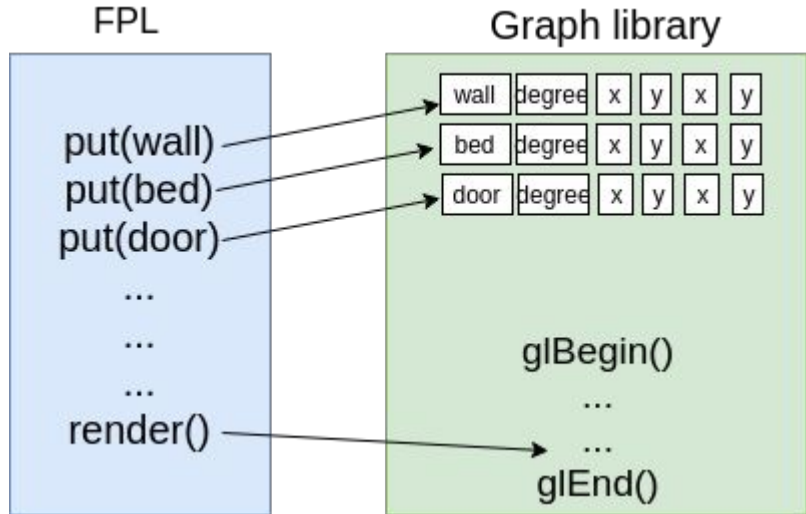 FPL
Graph library
put(wall)
put(bed)
put(door)
...
...
...
render()
wall degree x y x y
bed degree x y x y
door degree x y x y
glBegin()
...
...
glEnd()